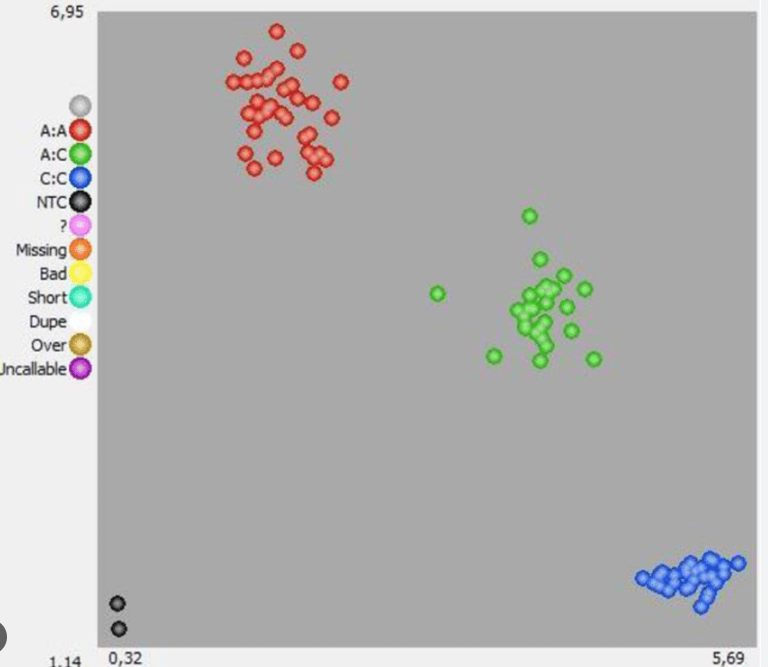 6,95
A:A
A:C
C:C
NTC
?
Missing
Bad
Short
Dupe
Over
Uncallable
1,14
0,32
5,69